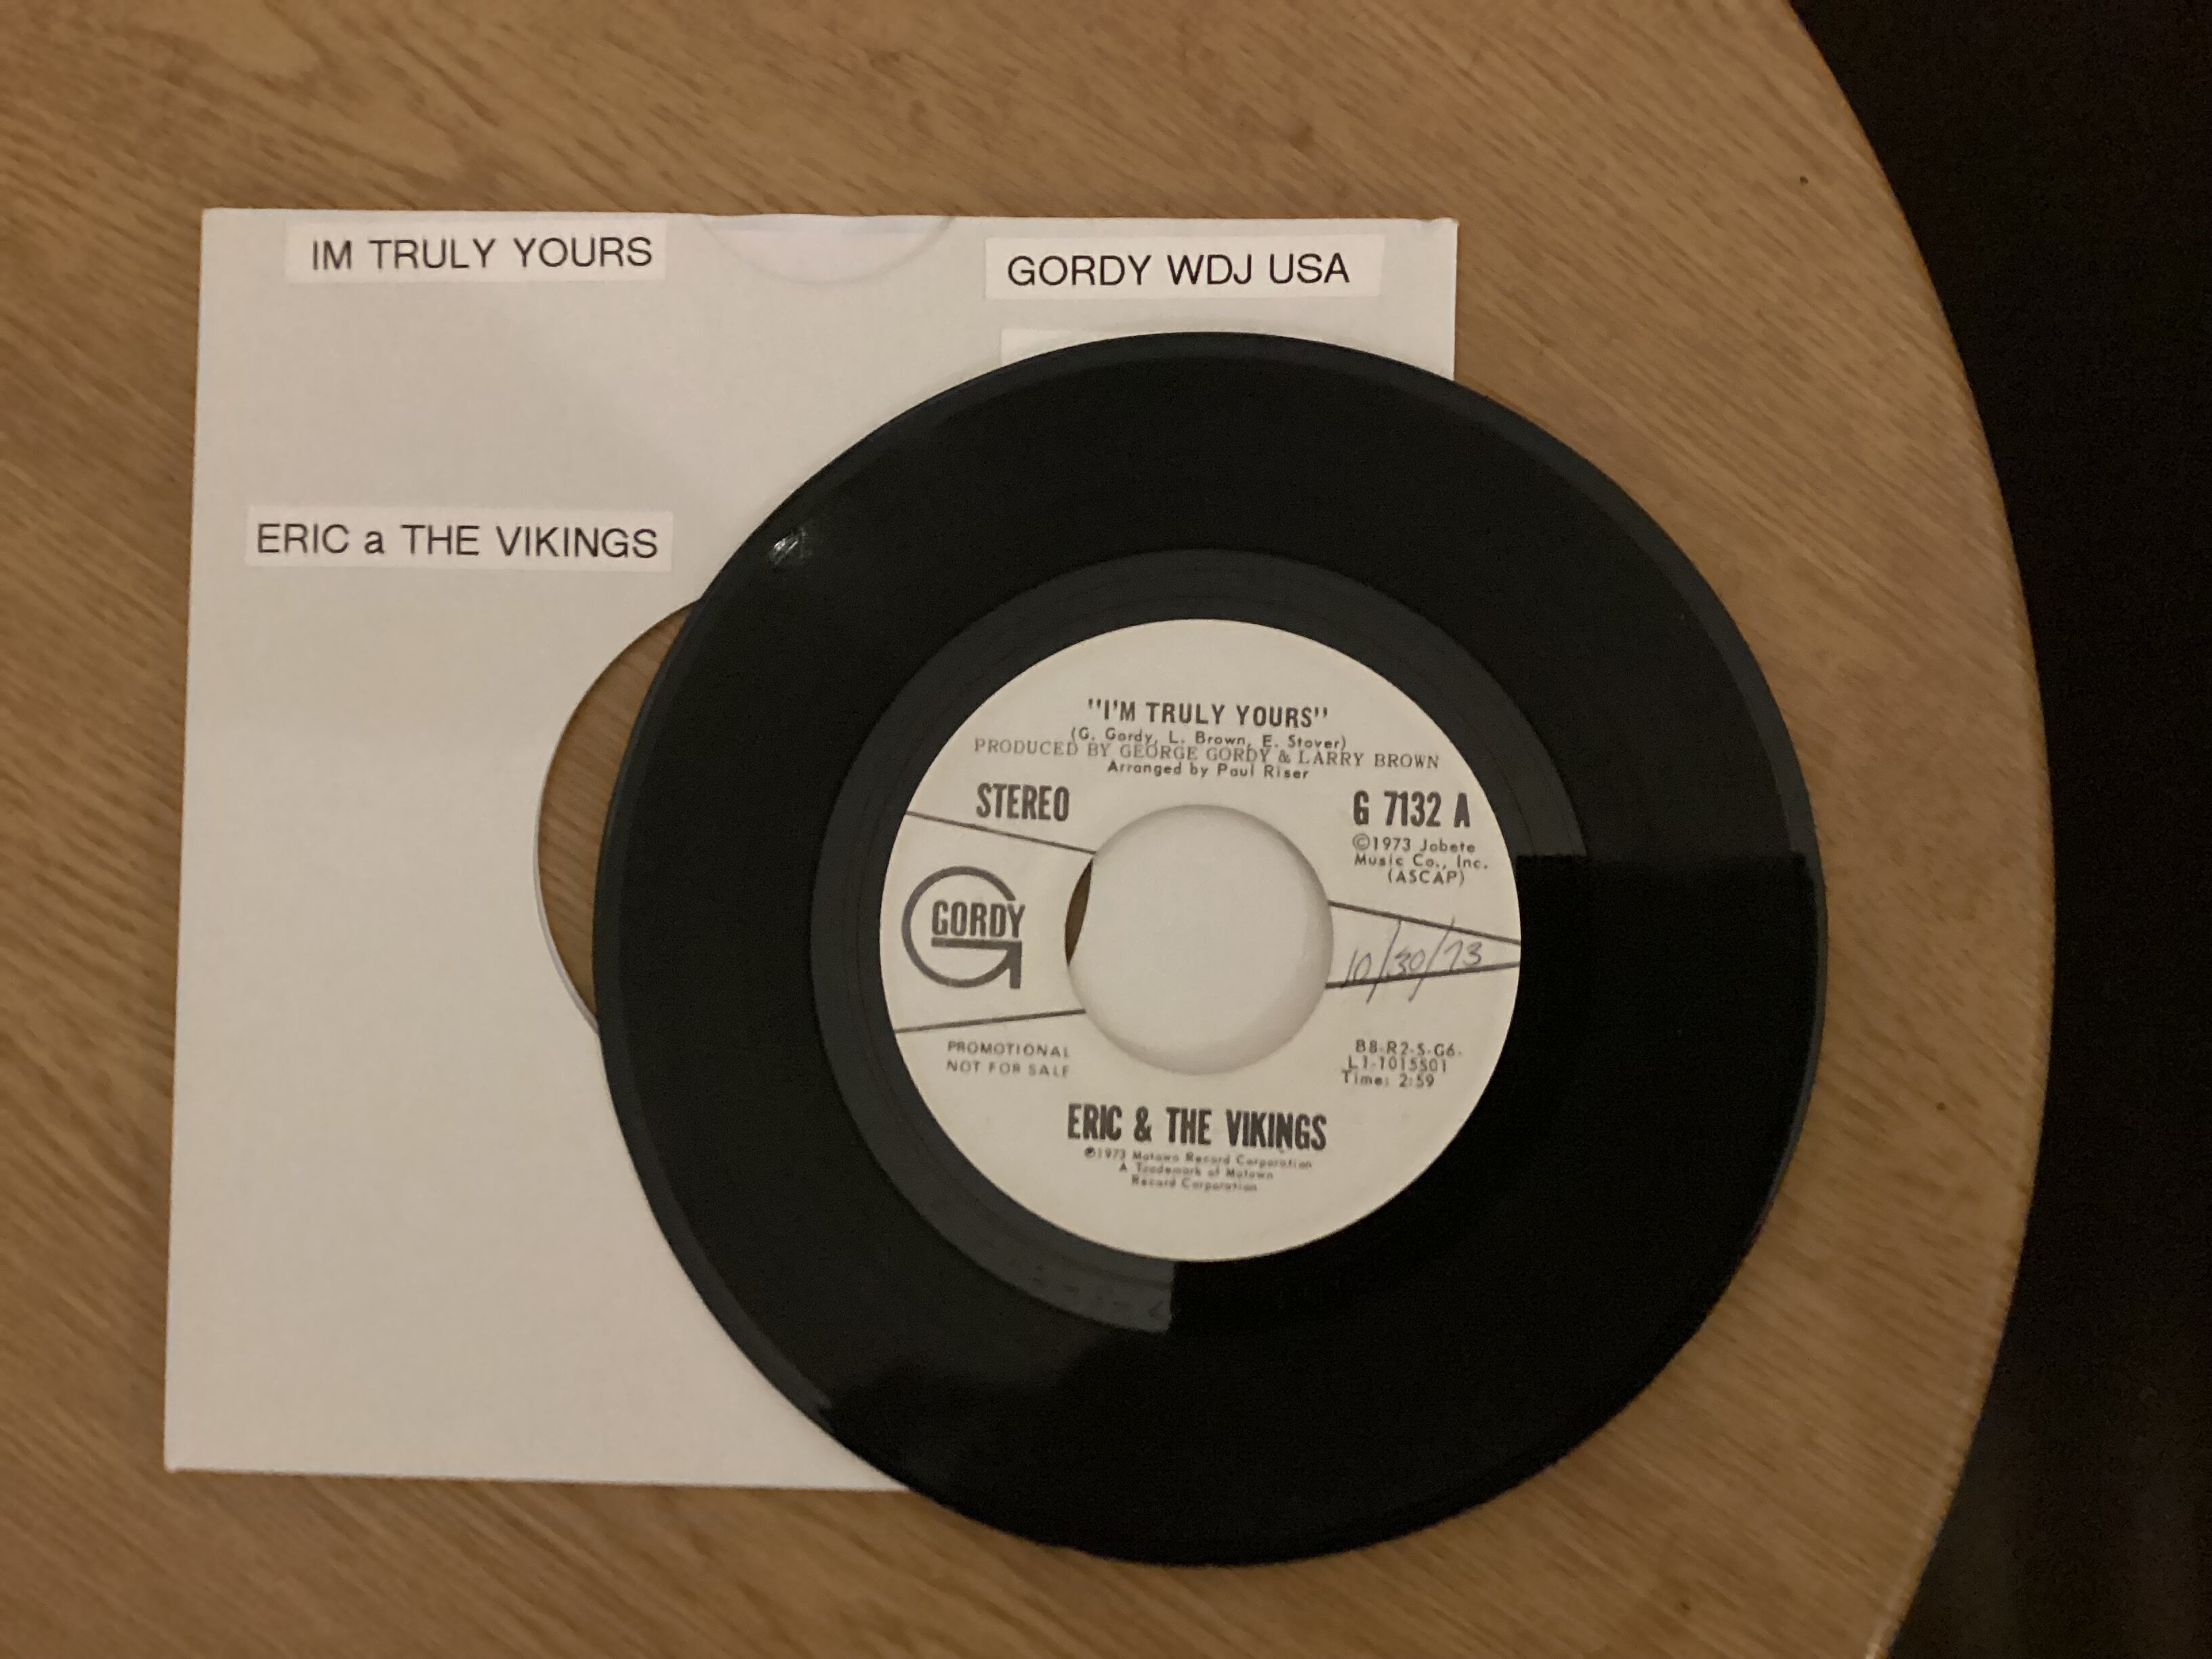 IM TRULY YOURS
GORDY WDJ USA
ERIC a THE VIKINGS
"I'M TRULY YOURS"
(G. Gordy, L. Brown, E. Stover)
PRODUCED BY GEORGE GORDY & LARRY BROWN
Arranged by Paul Riser
STEREO
G 7132 A
©1973 Jobete
Music Co., Inc.
(ASCAP)
GORDY
10/30/73
PROMOTIONAL
NOT FOR SALE
B8-R2-S-G6-
L1-1015S01
Time: 2:59
ERIC & THE VIKINGS
℗1973 Motown Record Corporation
A Trademark of Motown
Record Corporation